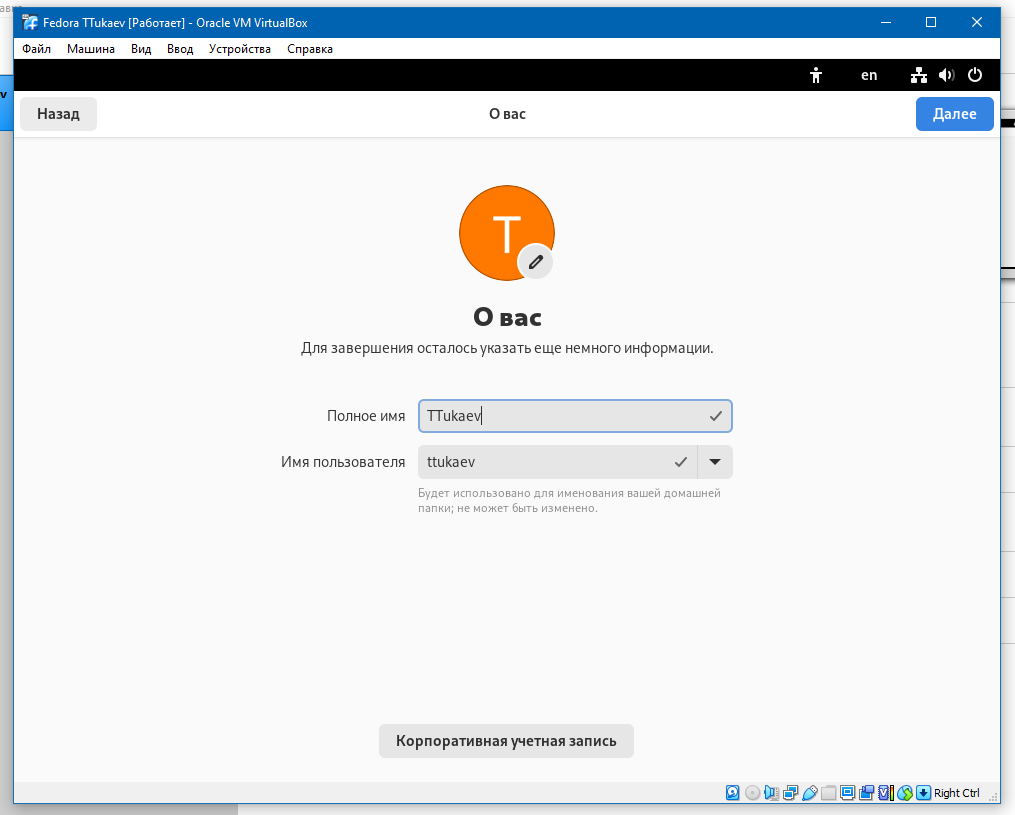 Fedora TTukaev [Работает] - Oracle VM VirtualBox
Файл Машина Вид Ввод Устройства Справка
en
Назад О вас Далее
T
О вас
Для завершения осталось указать еще немного информации.
Полное имя TTukaev
Имя пользователя ttukaev
Будет использовано для именования вашей домашней
папки; не может быть изменено.
Корпоративная учетная запись
Right Ctrl